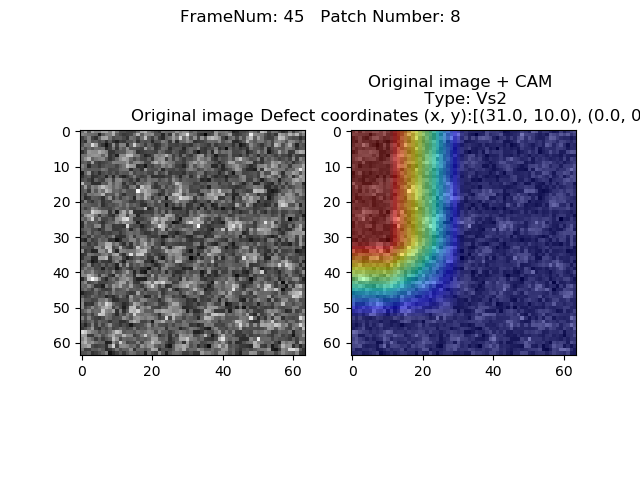 FrameNum: 45   Patch Number: 8
Original image + CAM
Type: Vs2
Original image
Defect coordinates (x, y):[(31.0, 10.0), (0.0, 0
0
10
20
30
40
50
60
0 20 40 60
0
10
20
30
40
50
60
0 20 40 60